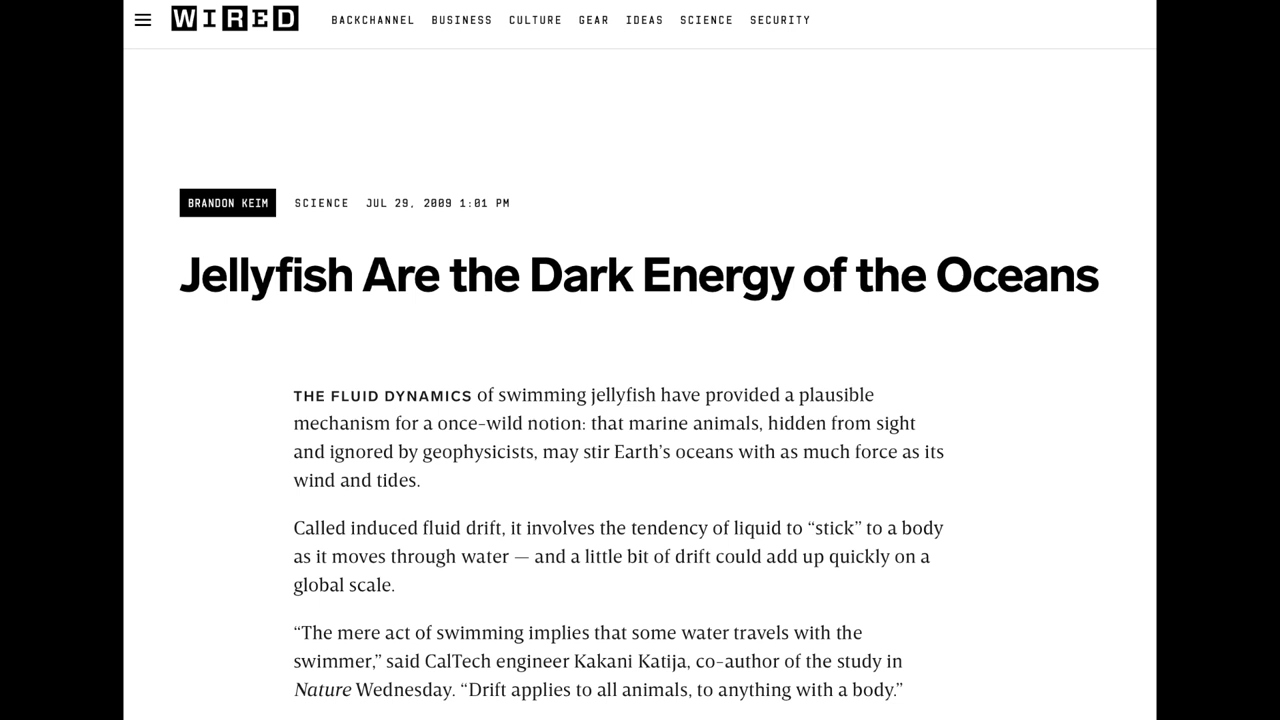 WIRED
BACKCHANNEL BUSINESS CULTURE GEAR IDEAS SCIENCE SECURITY
BRANDON KEIM SCIENCE JUL 29, 2009 1:01 PM
Jellyfish Are the Dark Energy of the Oceans
THE FLUID DYNAMICS of swimming jellyfish have provided a plausible
mechanism for a once-wild notion: that marine animals, hidden from sight
and ignored by geophysicists, may stir Earth’s oceans with as much force as its
wind and tides.
Called induced fluid drift, it involves the tendency of liquid to “stick” to a body
as it moves through water — and a little bit of drift could add up quickly on a
global scale.
“The mere act of swimming implies that some water travels with the
swimmer,” said CalTech engineer Kakani Katija, co-author of the study in
Nature Wednesday. “Drift applies to all animals, to anything with a body.”